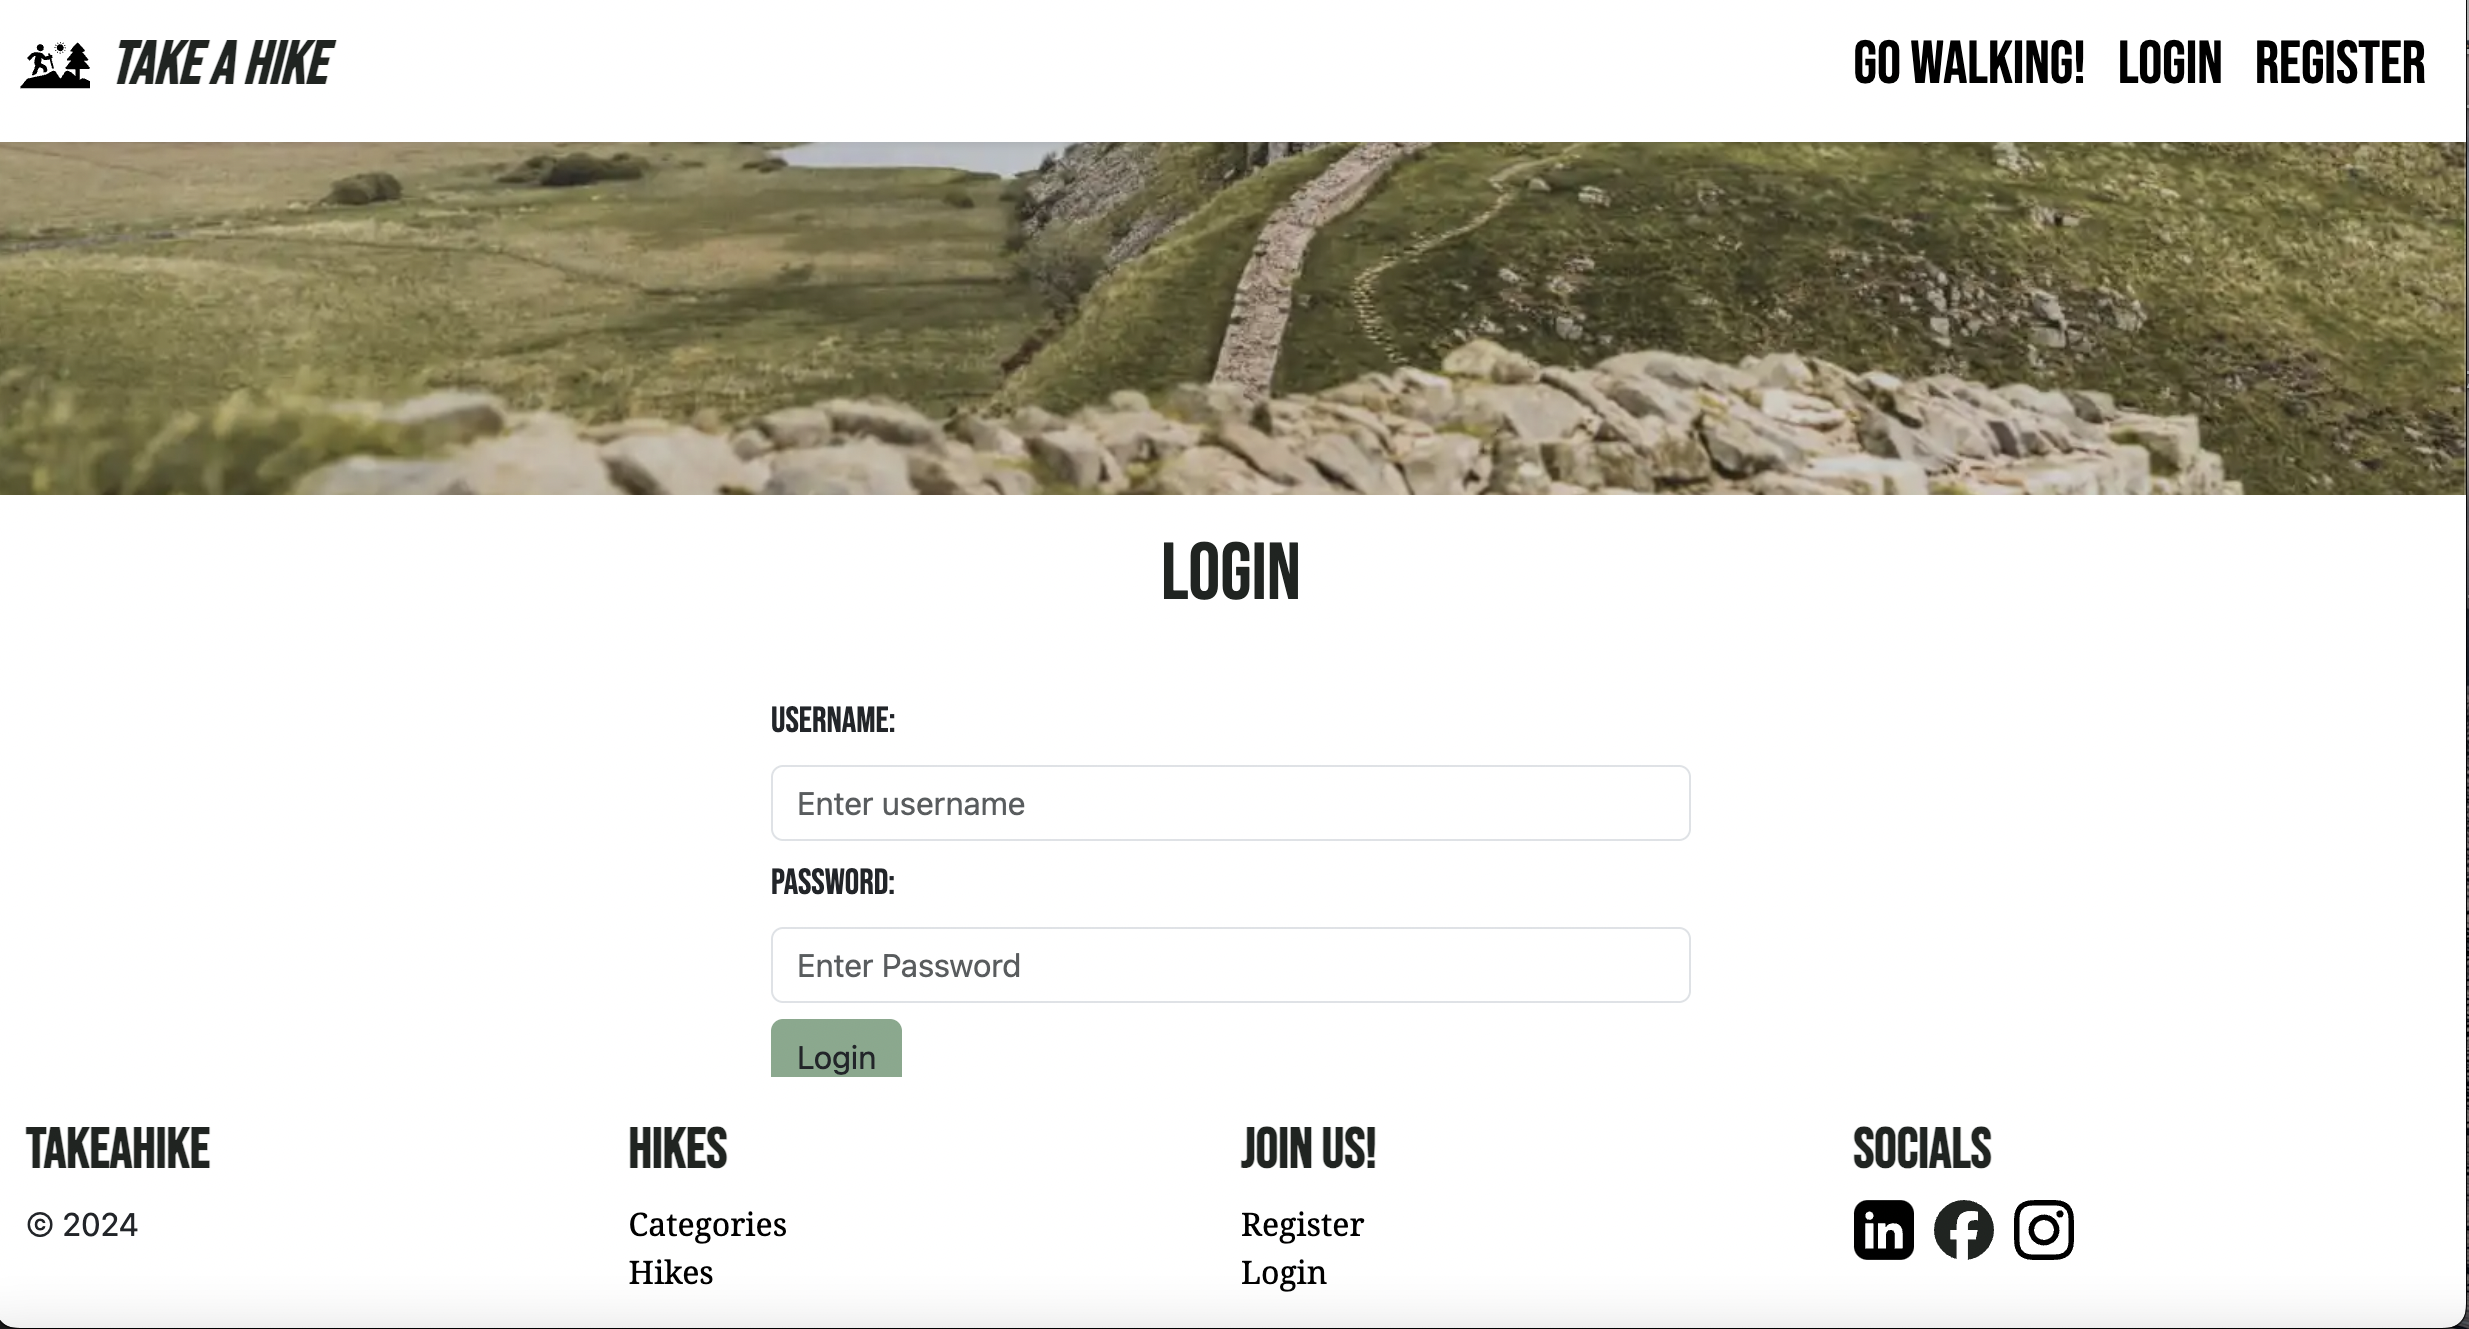 TAKE A HIKE
GO WALKING! LOGIN REGISTER
LOGIN
USERNAME:
Enter username
PASSWORD:
Enter Password
Login
TAKEAHIKE
© 2024
HIKES
Categories
Hikes
JOIN US!
Register
Login
SOCIALS
in